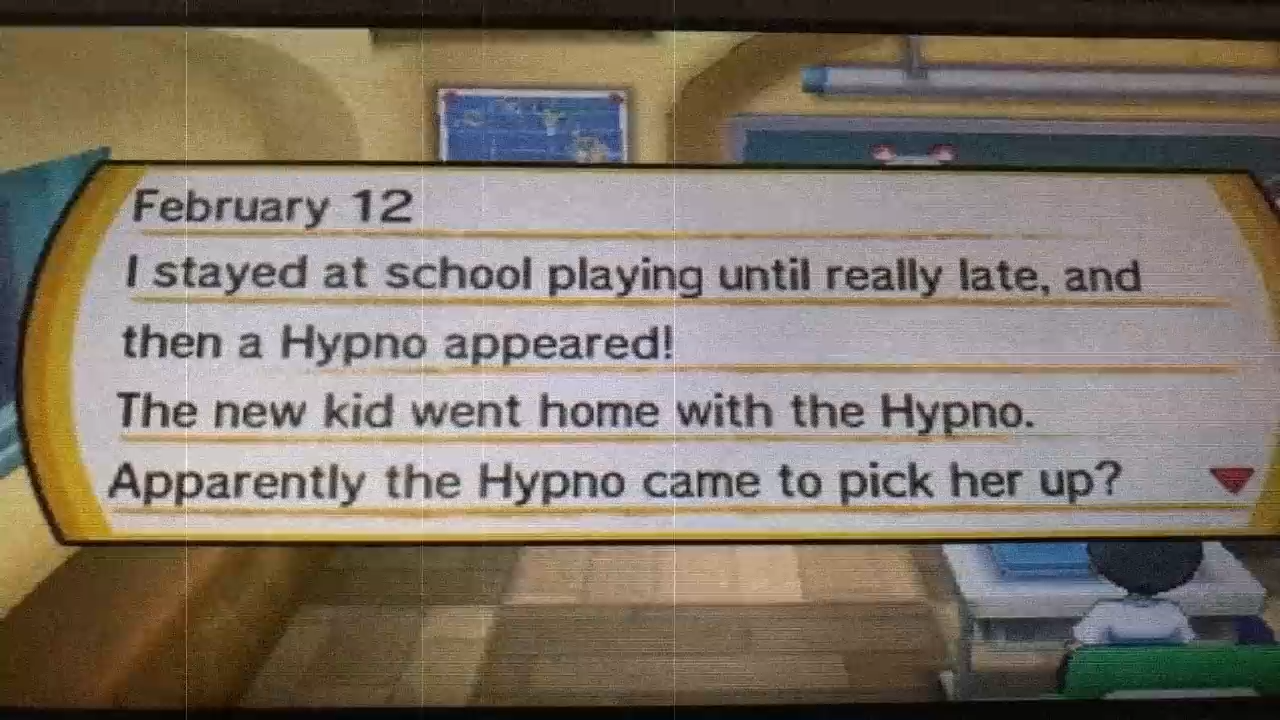 February 12
I stayed at school playing until really late, and
then a Hypno appeared!
The new kid went home with the Hypno.
Apparently the Hypno came to pick her up?